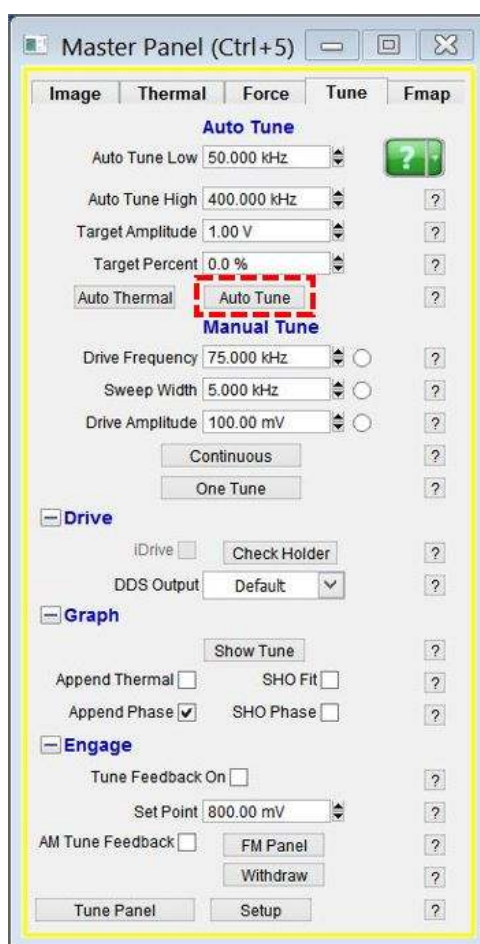 Master Panel (Ctrl+5)
Image Thermal Force Tune Fmap
Auto Tune
Auto Tune Low 50.000 kHz ?
Auto Tune High 400.000 kHz ?
Target Amplitude 1.00 V ?
Target Percent 0.0 % ?
Auto Thermal Auto Tune ?
Manual Tune
Drive Frequency 75.000 kHz ?
Sweep Width 5.000 kHz ?
Drive Amplitude 100.00 mV ?
Continuous ?
One Tune ?
Drive
iDrive Check Holder ?
DDS Output Default ?
Graph
Show Tune ?
Append Thermal SHO Fit ?
Append Phase SHO Phase ?
Engage
Tune Feedback On ?
Set Point 800.00 mV ?
AM Tune Feedback FM Panel ?
Withdraw ?
Tune Panel Setup ?